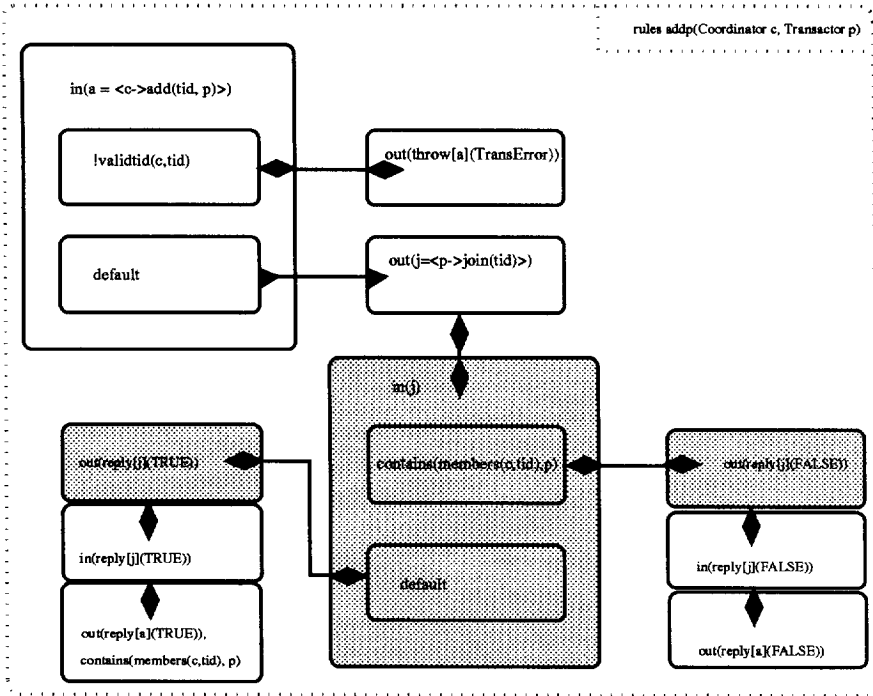 rules addp(Coordinator c, Transactor p)
in(a = <c->add(tid, p)>)
!validtid(c,tid)
out(throw[a](TransError))
default
out(j=<p->join(tid)>)
in(j)
contains(members(c,tid),p)
out(reply[j](TRUE))
out(reply[j](FALSE))
in(reply[j](TRUE))
default
in(reply[j](FALSE))
out(reply[a](TRUE)),
contains(members(c,tid), p)
out(reply[a](FALSE))